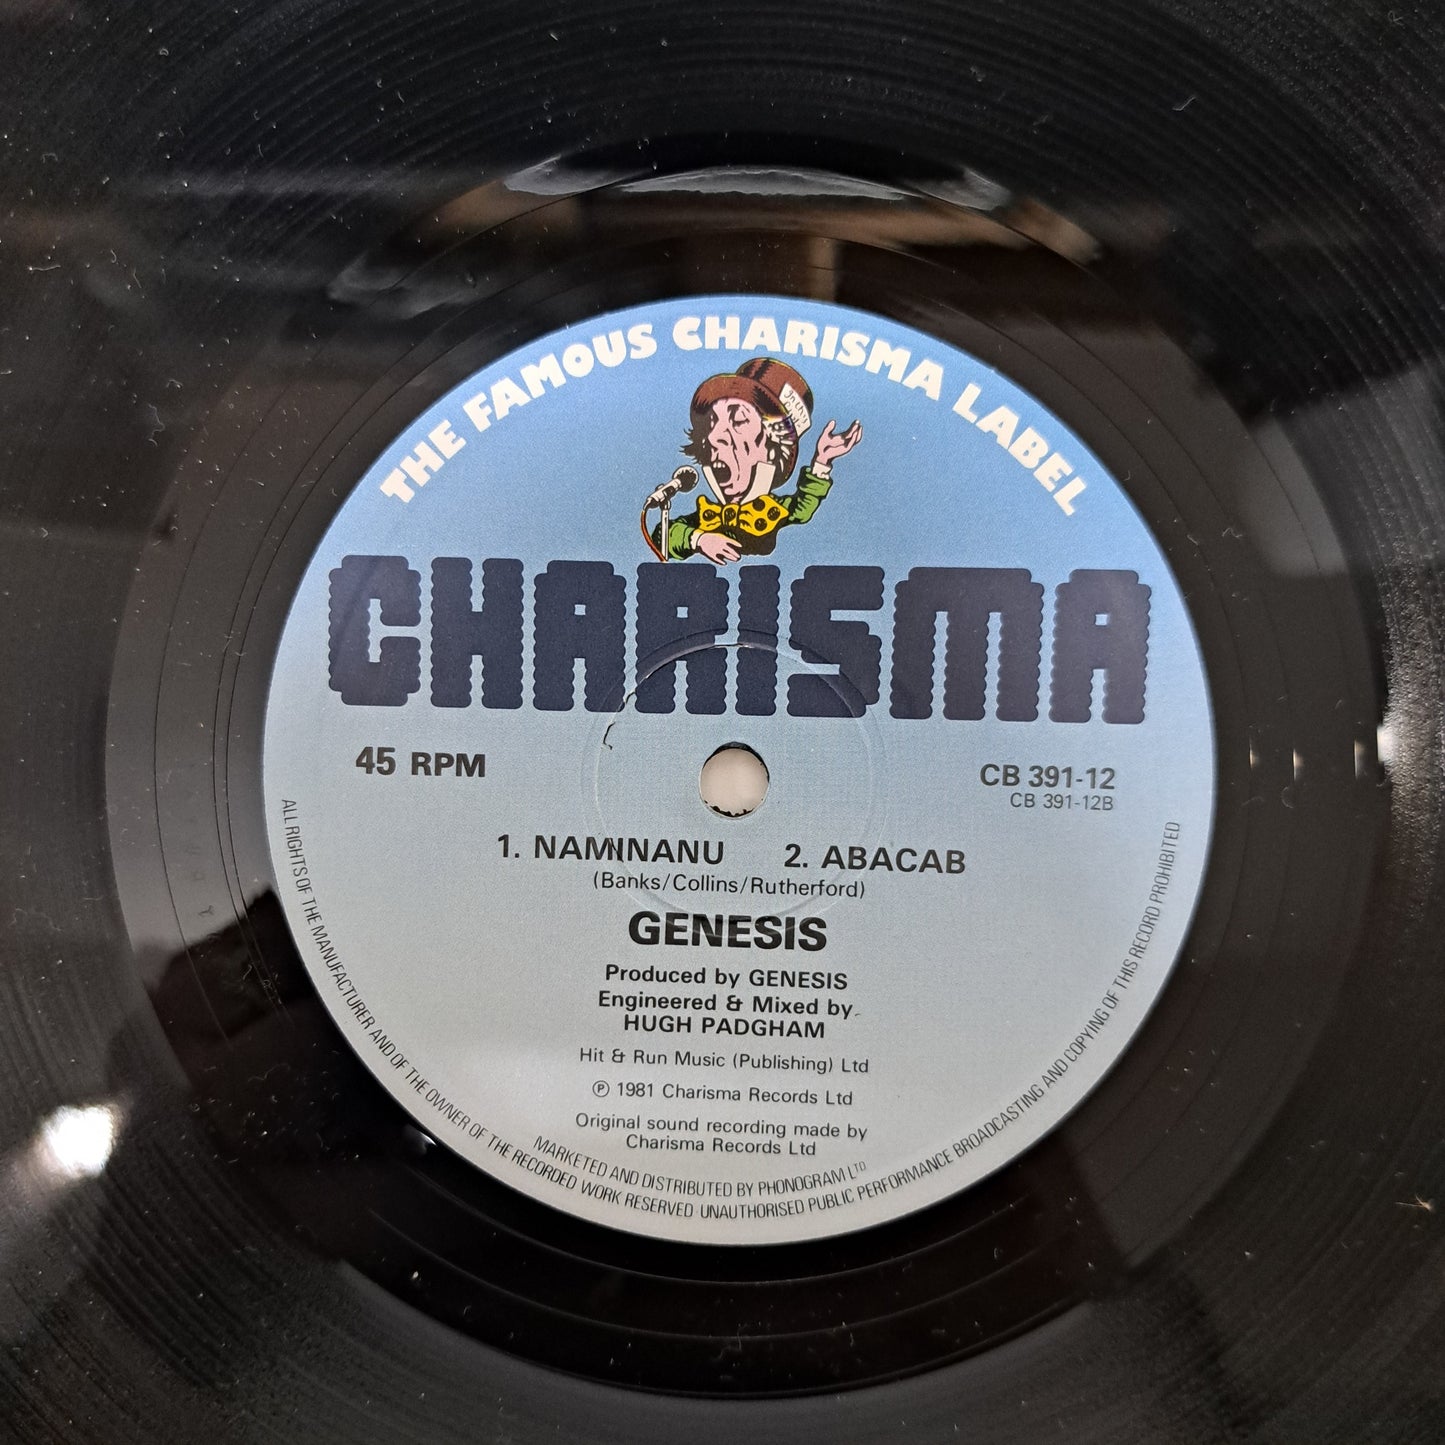 THE FAMOUS CHARISMA LABEL
CHARISMA
45 RPM
CB 391-12
CB 391-12B
1. NAMINANU 2. ABACAB
(Banks/Collins/Rutherford)
GENESIS
Produced by GENESIS
Engineered & Mixed by
HUGH PADGHAM
Hit & Run Music (Publishing) Ltd
℗ 1981 Charisma Records Ltd
Original sound recording made by
Charisma Records Ltd
MARKETED AND DISTRIBUTED BY PHONOGRAM LTD
ALL RIGHTS OF THE MANUFACTURER AND OF THE OWNER OF THE RECORDED WORK RESERVED UNAUTHORISED PUBLIC PERFORMANCE BROADCASTING AND COPYING OF THIS RECORD PROHIBITED